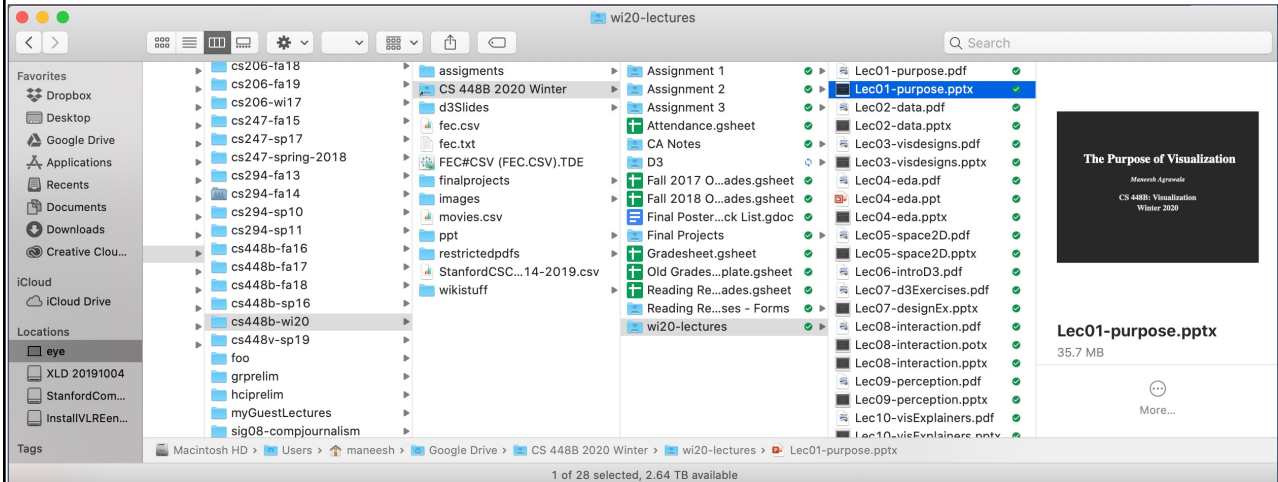 wi20-lectures
Search
Favorites
Dropbox
Desktop
Google Drive
Applications
Recents
Documents
Downloads
Creative Clou...
iCloud
iCloud Drive
Locations
eye
XLD 20191004
StanfordCom...
InstallVLREen...
Tags
cs206-fa18
cs206-fa19
cs206-wi17
cs247-fa15
cs247-sp17
cs247-spring-2018
cs294-fa13
cs294-fa14
cs294-sp10
cs294-sp11
cs448b-fa16
cs448b-fa17
cs448b-fa18
cs448b-sp16
cs448b-wi20
cs448v-sp19
foo
grprelim
hciprelim
myGuestLectures
sig08-compjournalism
assigments
CS 448B 2020 Winter
d3Slides
fec.csv
fec.txt
FEC#CSV (FEC.CSV).TDE
finalprojects
images
movies.csv
ppt
restrictedpdfs
StanfordCSC...14-2019.csv
wikistuff
Assignment 1
Assignment 2
Assignment 3
Attendance.gsheet
CA Notes
D3
Fall 2017 O...ades.gsheet
Fall 2018 O...ades.gsheet
Final Poster...ck List.gdoc
Final Projects
Gradesheet.gsheet
Old Grades...plate.gsheet
Reading Re...ades.gsheet
Reading Re...ses - Forms
wi20-lectures
Lec01-purpose.pdf
Lec01-purpose.pptx
Lec02-data.pdf
Lec02-data.pptx
Lec03-visdesigns.pdf
Lec03-visdesigns.pptx
Lec04-eda.pdf
Lec04-eda.ppt
Lec04-eda.pptx
Lec05-space2D.pdf
Lec05-space2D.pptx
Lec06-introD3.pdf
Lec07-d3Exercises.pdf
Lec07-designEx.pptx
Lec08-interaction.pdf
Lec08-interaction.potx
Lec08-interaction.pptx
Lec09-perception.pdf
Lec09-perception.pptx
Lec10-visExplainers.pdf
Lec10-visExplainers.pptx
The Purpose of Visualization
Maneesh Agrawala
CS 448B: Visualization
Winter 2020
Lec01-purpose.pptx
35.7 MB
More...
Macintosh HD > Users > maneesh > Google Drive > CS 448B 2020 Winter > wi20-lectures > Lec01-purpose.pptx
1 of 28 selected, 2.64 TB available